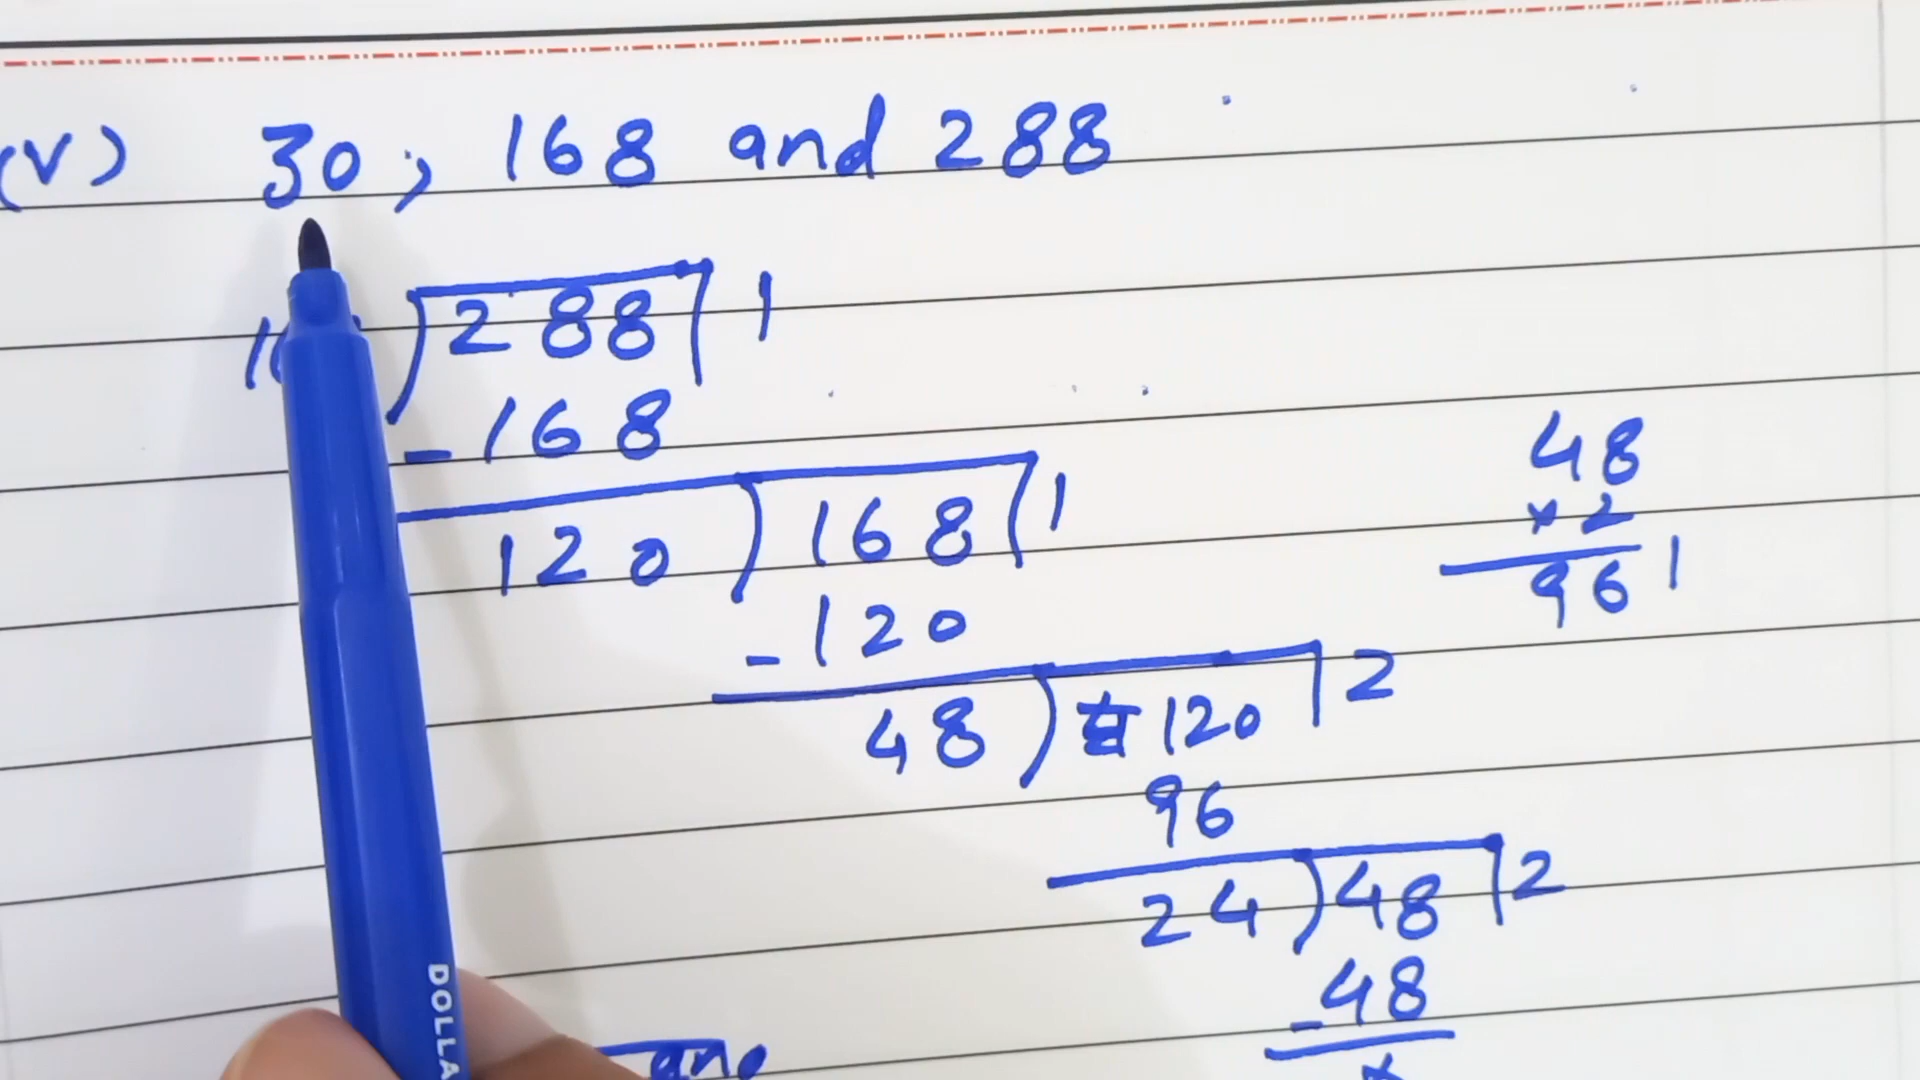 (V) 30, 168 and 288
288 1
- 168
120 168 1
- 120
48 120 2
96
24 48 2
- 48
x
48
x 2
96
DOLLA